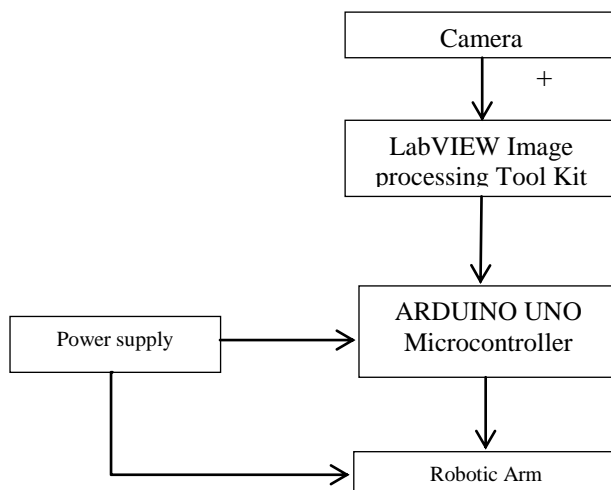 Camera
+
LabVIEW Image
processing Tool Kit
ARDUINO UNO
Microcontroller
Power supply
Robotic Arm